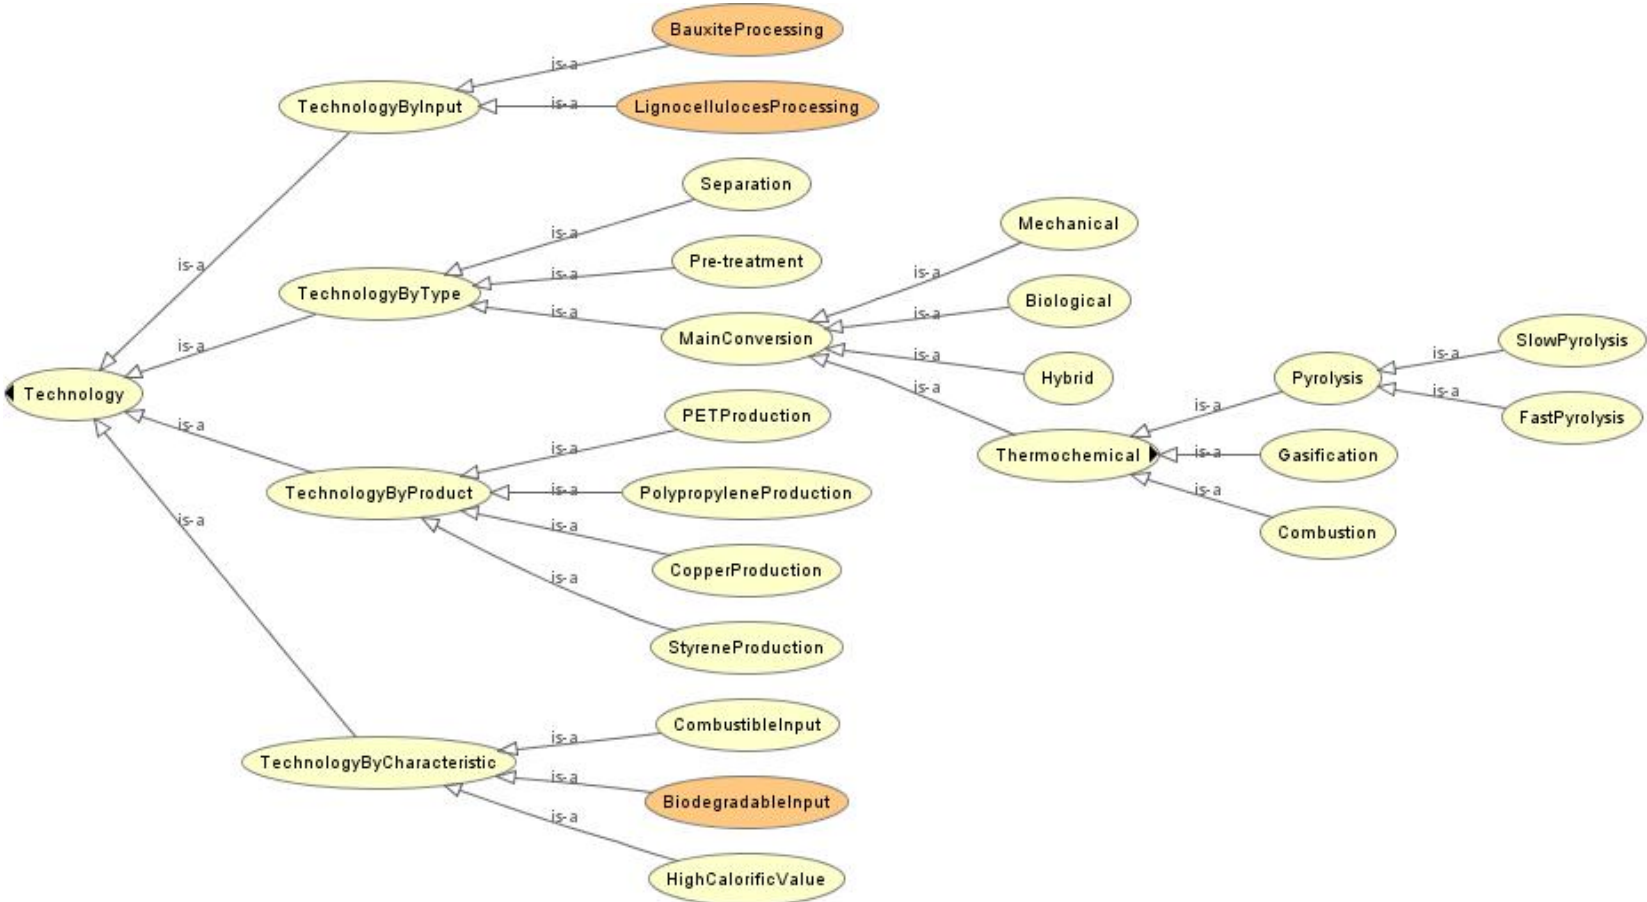 BauxiteProcessing
is-a
TechnologyByInput
is-a
LignocellulocesProcessing
Separation
is-a
Mechanical
is-a
Pre-treatment
is-a
is-a
TechnologyByType
is-a
Biological
is-a
is-a
MainConversion
is-a
SlowPyrolysis
is-a
is-a
Hybrid
Pyrolysis
is-a
is-a
Technology
is-a
PETProduction
is-a
FastPyrolysis
is-a
Thermochemical
is-a
Gasification
TechnologyByProduct
is-a
PolypropyleneProduction
is-a
is-a
is-a
Combustion
CopperProduction
is-a
StyreneProduction
CombustibleInput
is-a
TechnologyByCharacteristic
is-a
BiodegradableInput
is-a
HighCalorificValue